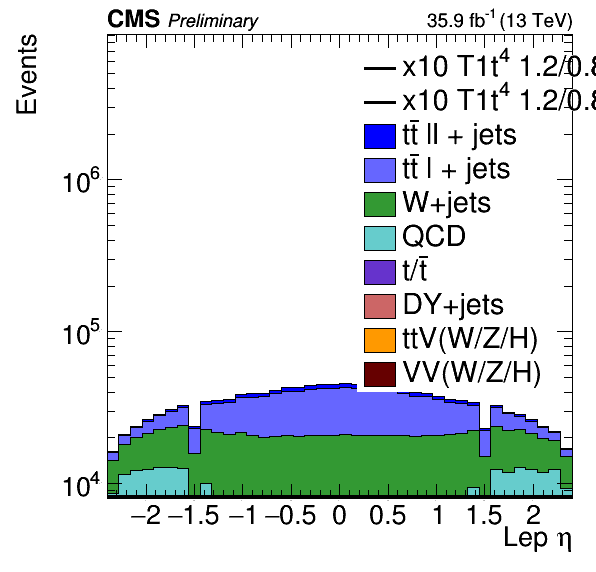 CMS Preliminary 35.9 fb⁻¹ (13 TeV)
Events
x10 T1t⁴ 1.2/0.8
x10 T1t⁴ 1.2/0.8
tt̄ ll + jets
tt̄ l + jets
W+jets
QCD
t/t̄
DY+jets
ttV(W/Z/H)
VV(W/Z/H)
10⁶
10⁵
10⁴
−2 −1.5 −1 −0.5 0 0.5 1 1.5 2
Lep η